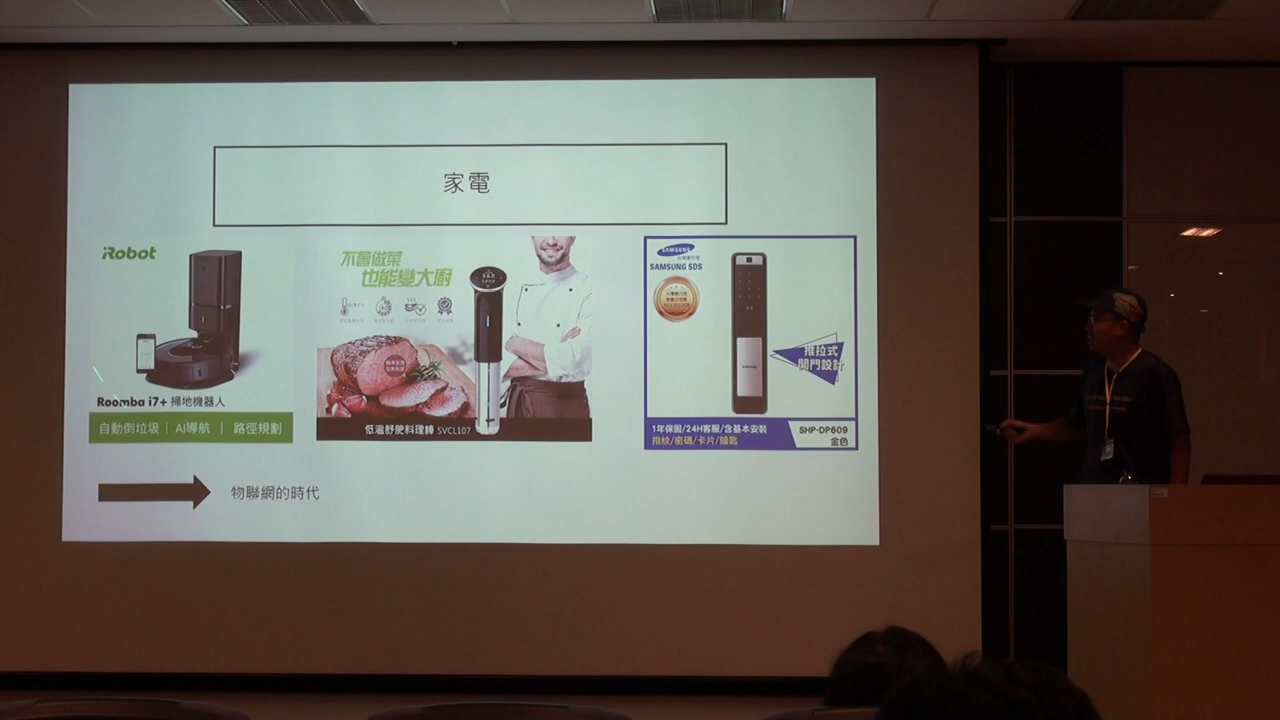 家電
iRobot
Roomba i7+ 掃地機器人
自動倒垃圾｜AI導航｜路徑規劃
不會做菜
也能變大廚
低溫舒肥料理棒 SVCL107
SAMSUNG
SAMSUNG SDS
推拉式
開門設計
SAMSUNG
1年保固/24H客服/含基本安裝
指紋/密碼/卡片/鑰匙
SHP-DP609
金色
物聯網的時代